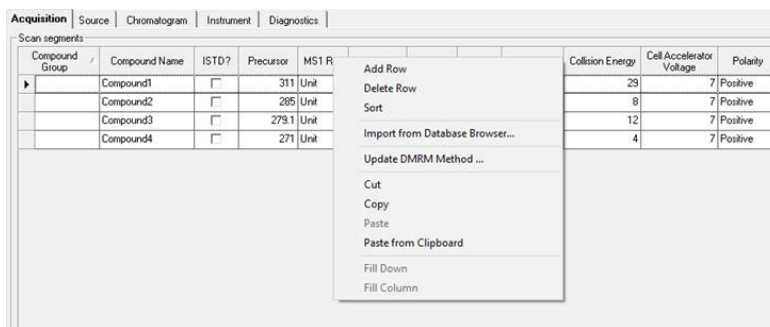 Acquisition Source Chromatogram Instrument Diagnostics
Scan segments
Compound Group / Compound Name ISTD? Precursor MS1 R Collision Energy Cell Accelerator Voltage Polarity
Compound1 311 Unit 29 7 Positive
Compound2 285 Unit 8 7 Positive
Compound3 279.1 Unit 12 7 Positive
Compound4 271 Unit 4 7 Positive
Add Row
Delete Row
Sort
Import from Database Browser...
Update DMRM Method ...
Cut
Copy
Paste
Paste from Clipboard
Fill Down
Fill Column